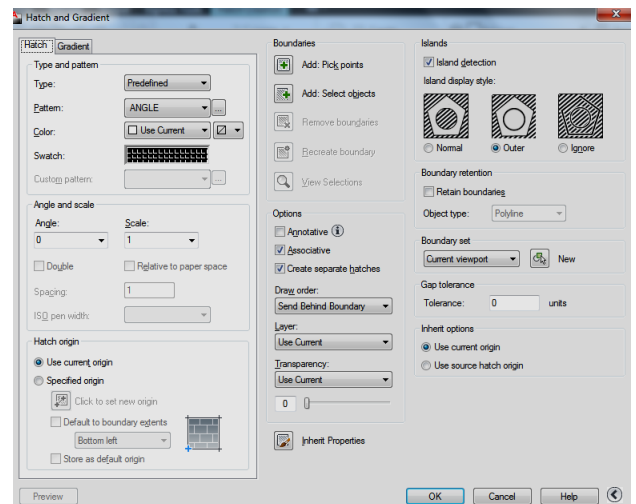 Hatch and Gradient
Hatch Gradient
Type and pattern
Type: Predefined
Pattern: ANGLE ...
Color: Use Current
Swatch:
Custom pattern: ...
Angle and scale
Angle: Scale:
0 1
Double Relative to paper space
Spacing: 1
ISO pen width:
Hatch origin
Use current origin
Specified origin
Click to set new origin
Default to boundary extents
Bottom left
Store as default origin
Preview
Boundaries
Add: Pick points
Add: Select objects
Remove boundaries
Recreate boundary
View Selections
Options
Annotative i
Associative
Create separate hatches
Draw order:
Send Behind Boundary
Layer:
Use Current
Transparency:
Use Current
0
Inherit Properties
Islands
Island detection
Island display style:
Normal Outer Ignore
Boundary retention
Retain boundaries
Object type: Polyline
Boundary set
Current viewport New
Gap tolerance
Tolerance: 0 units
Inherit options
Use current origin
Use source hatch origin
OK Cancel Help